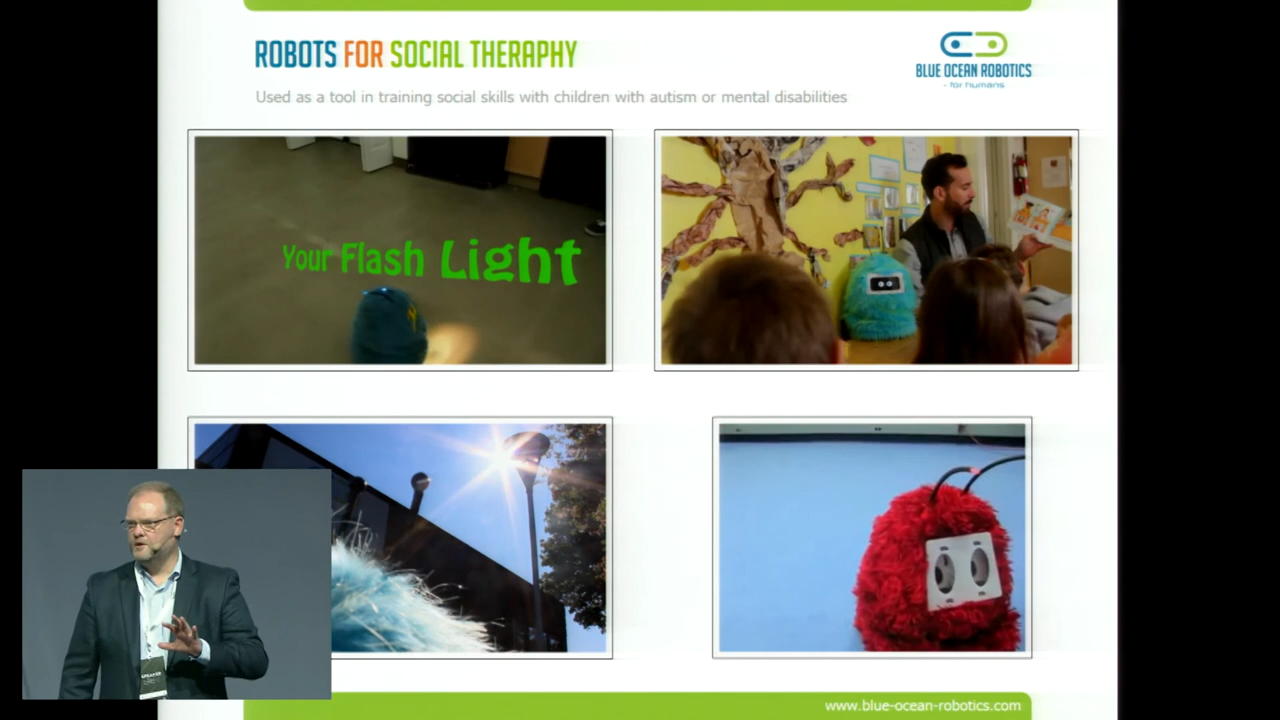 ROBOTS FOR SOCIAL THERAPHY
BLUE OCEAN ROBOTICS
- for humans
Used as a tool in training social skills with children with autism or mental disabilities
Your Flash Light
SPEAKER
www.blue-ocean-robotics.com